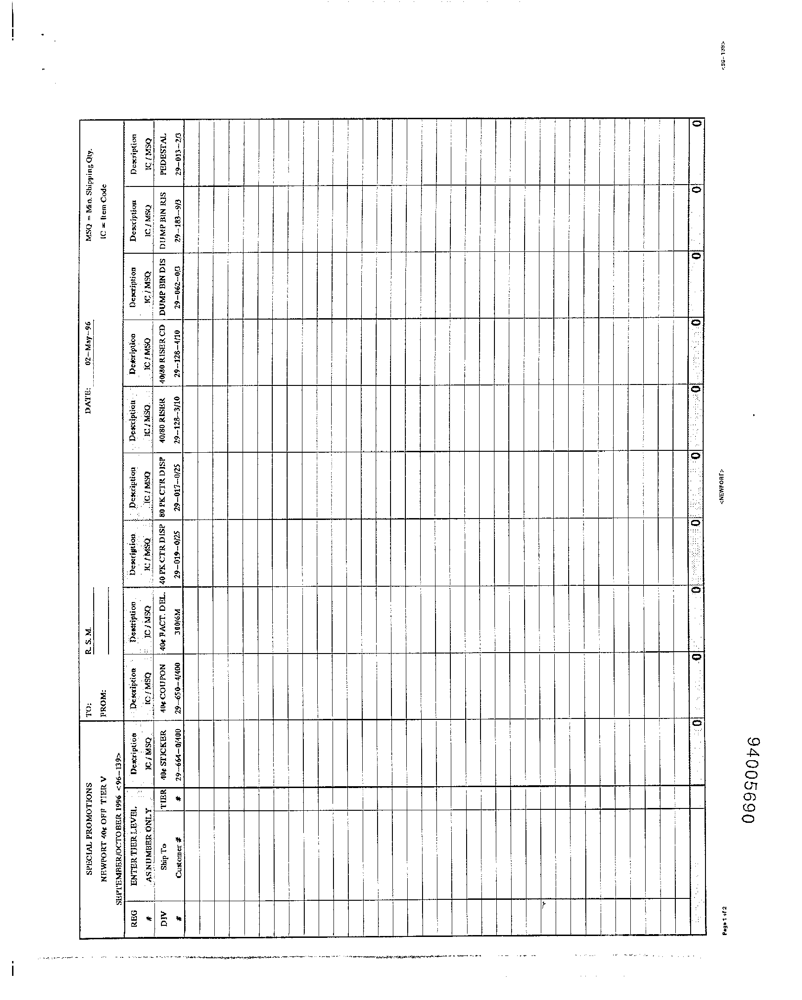 SPECIAL PROMOTIONS TO: R. S. M. DATE: 02-May-96 MSQ = Min. Shipping Qty.
NEWPORT 40¢ OFF TIER V FROM: IC = Item Code
SEPTEMBER/OCTOBER 1996 <96-139>
REG ENTER TIER LEVEL Description Description Description Description Description Description Description Description Description Description
# AS NUMBER ONLY IC / MSQ IC / MSQ IC / MSQ IC / MSQ IC / MSQ IC / MSQ IC / MSQ IC / MSQ IC / MSQ IC / MSQ
DIV Ship To TIER 40¢ STICKER 40¢ COUPON 40¢ FACT. DEL. 40 PK CTR DISP 80 PK CTR DISP 40/80 RISER 40/80 RISER CD DUMP BIN DIS DUMP BIN RIS PEDESTAL
# Customer # # 29-664-0/400 29-650-4/400 300/6M 29-019-0/25 29-017-0/25 29-128-3/10 29-128-4/10 29-062-0/3 29-183-9/3 29-013-2/3
0 0 0 0 0 0 0 0 0 0
Page 1 of 2 <NEWPORT> <96-139>
94005690